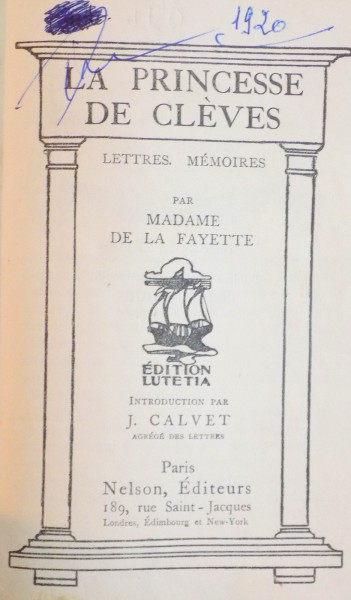 1920
LA PRINCESSE
DE CLÈVES
LETTRES. MÉMOIRES
PAR
MADAME
DE LA FAYETTE
ÉDITION
LUTETIA
INTRODUCTION PAR
J. CALVET
AGRÉGÉ DES LETTRES
Paris
Nelson, Éditeurs
189, rue Saint-Jacques
Londres, Édimbourg et New-York